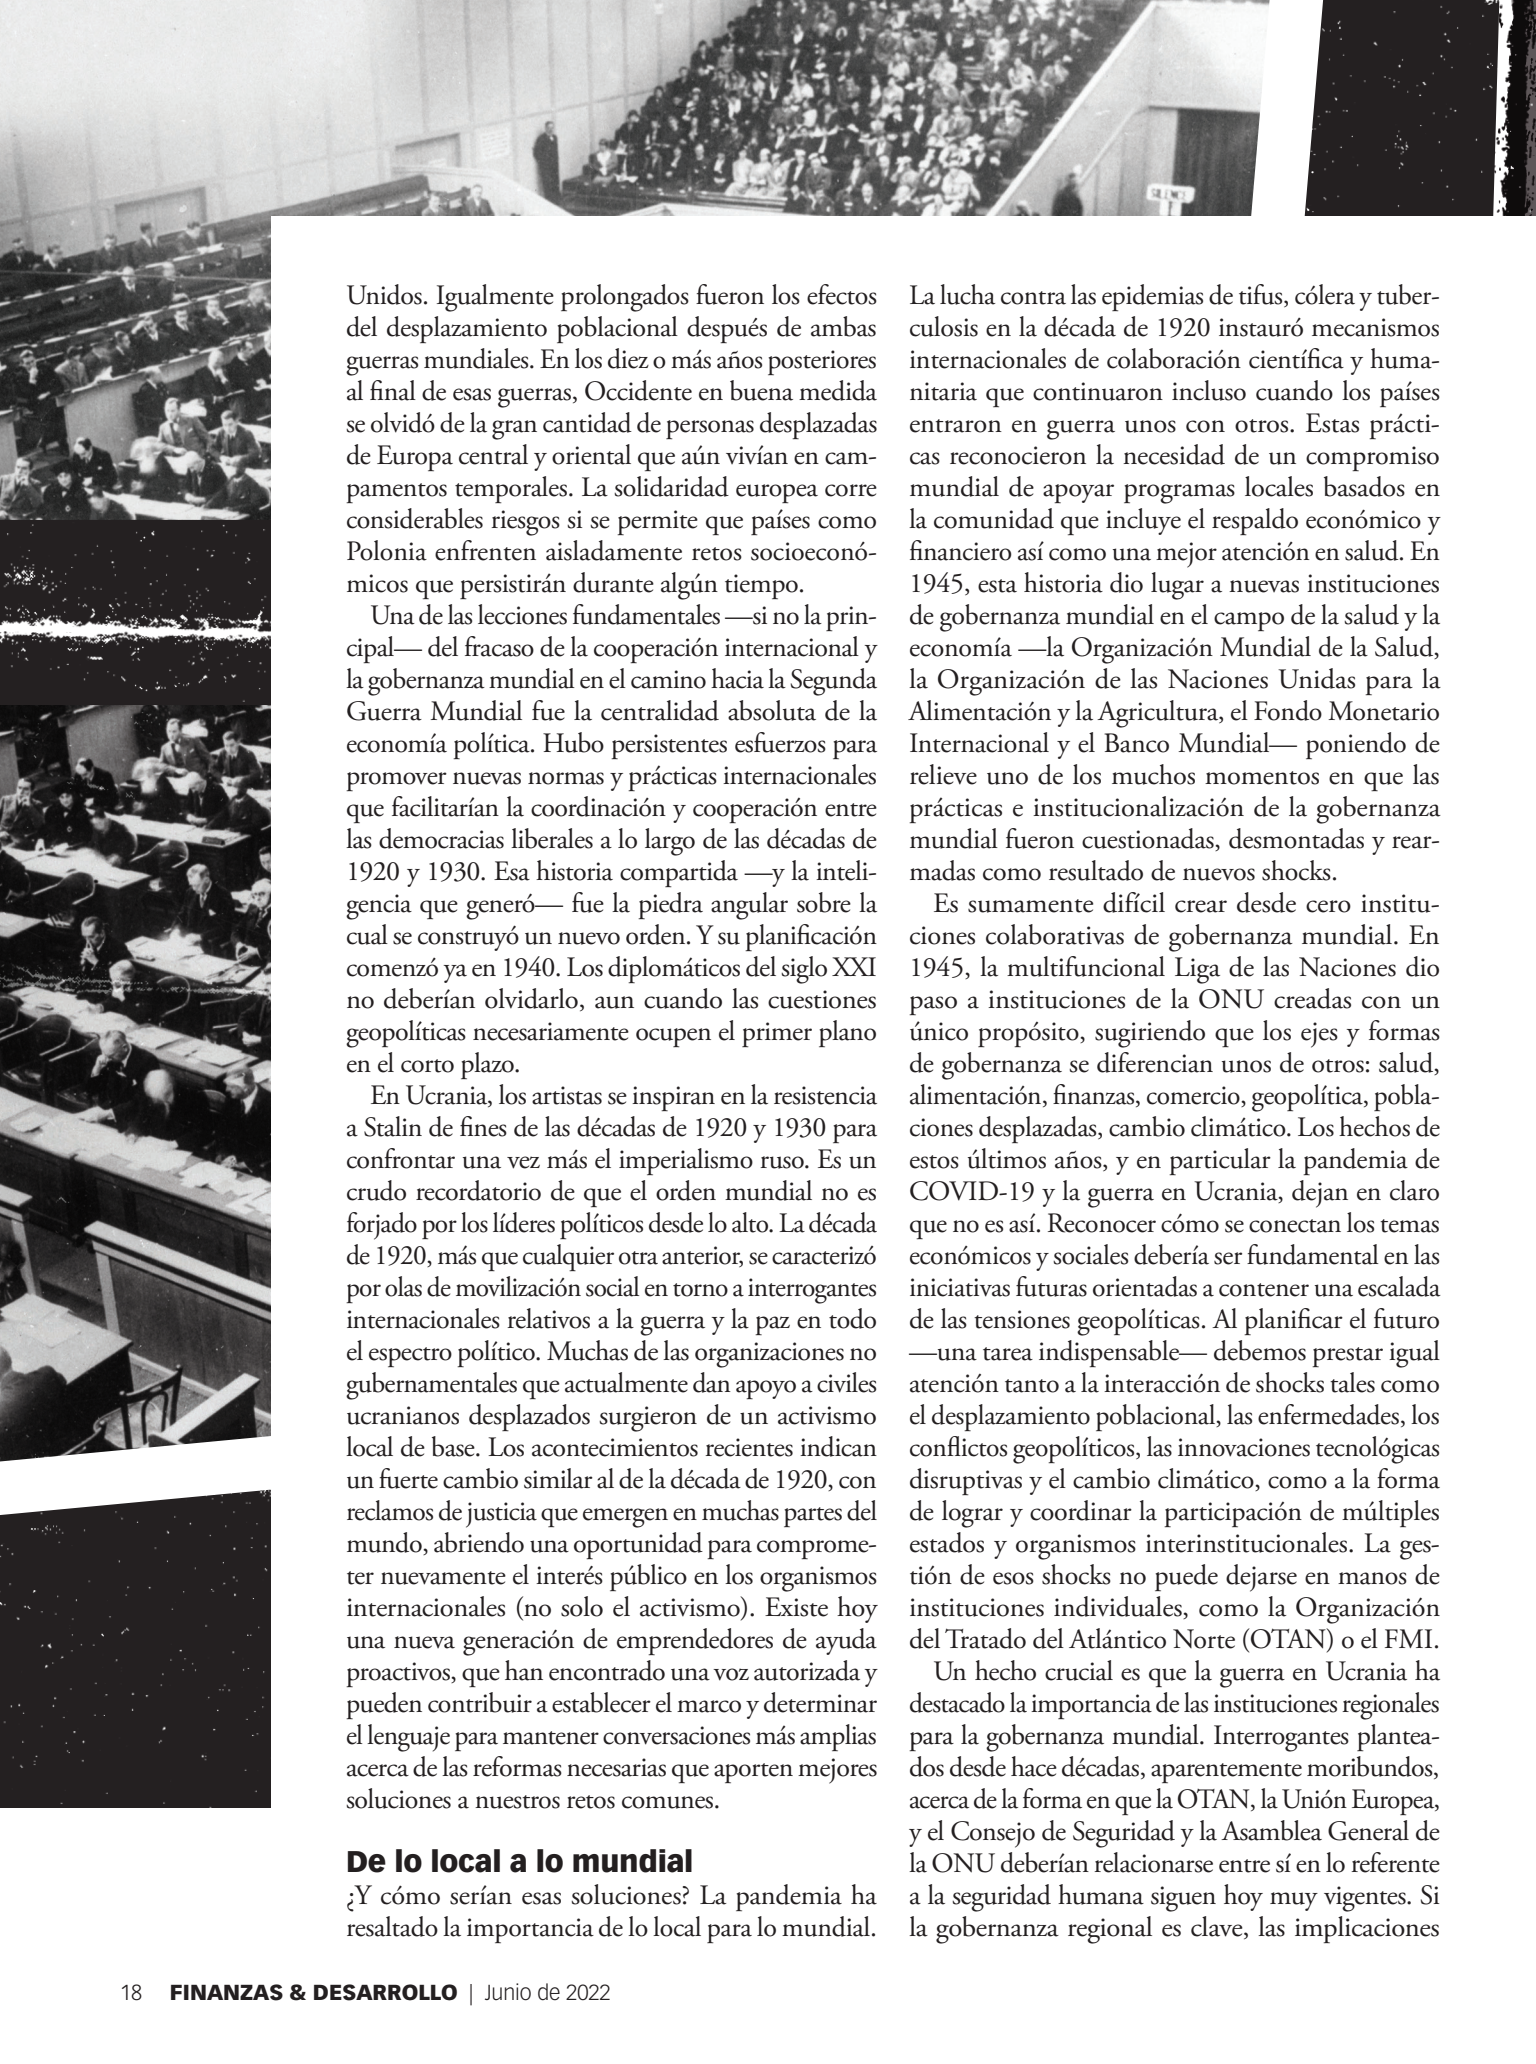 SILENCE
Unidos. Igualmente prolongados fueron los efectos
del desplazamiento poblacional después de ambas
guerras mundiales. En los diez o más años posteriores
al final de esas guerras, Occidente en buena medida
se olvidó de la gran cantidad de personas desplazadas
de Europa central y oriental que aún vivían en cam-
pamentos temporales. La solidaridad europea corre
considerables riesgos si se permite que países como
Polonia enfrenten aisladamente retos socioeconó-
micos que persistirán durante algún tiempo.
Una de las lecciones fundamentales —si no la prin-
cipal— del fracaso de la cooperación internacional y
la gobernanza mundial en el camino hacia la Segunda
Guerra Mundial fue la centralidad absoluta de la
economía política. Hubo persistentes esfuerzos para
promover nuevas normas y prácticas internacionales
que facilitarían la coordinación y cooperación entre
las democracias liberales a lo largo de las décadas de
1920 y 1930. Esa historia compartida —y la inteli-
gencia que generó— fue la piedra angular sobre la
cual se construyó un nuevo orden. Y su planificación
comenzó ya en 1940. Los diplomáticos del siglo XXI
no deberían olvidarlo, aun cuando las cuestiones
geopolíticas necesariamente ocupen el primer plano
en el corto plazo.
En Ucrania, los artistas se inspiran en la resistencia
a Stalin de fines de las décadas de 1920 y 1930 para
confrontar una vez más el imperialismo ruso. Es un
crudo recordatorio de que el orden mundial no es
forjado por los líderes políticos desde lo alto. La década
de 1920, más que cualquier otra anterior, se caracterizó
por olas de movilización social en torno a interrogantes
internacionales relativos a la guerra y la paz en todo
el espectro político. Muchas de las organizaciones no
gubernamentales que actualmente dan apoyo a civiles
ucranianos desplazados surgieron de un activismo
local de base. Los acontecimientos recientes indican
un fuerte cambio similar al de la década de 1920, con
reclamos de justicia que emergen en muchas partes del
mundo, abriendo una oportunidad para comprome-
ter nuevamente el interés público en los organismos
internacionales (no solo el activismo). Existe hoy
una nueva generación de emprendedores de ayuda
proactivos, que han encontrado una voz autorizada y
pueden contribuir a establecer el marco y determinar
el lenguaje para mantener conversaciones más amplias
acerca de las reformas necesarias que aporten mejores
soluciones a nuestros retos comunes.
De lo local a lo mundial
¿Y cómo serían esas soluciones? La pandemia ha
resaltado la importancia de lo local para lo mundial.
La lucha contra las epidemias de tifus, cólera y tuber-
culosis en la década de 1920 instauró mecanismos
internacionales de colaboración científica y huma-
nitaria que continuaron incluso cuando los países
entraron en guerra unos con otros. Estas prácti-
cas reconocieron la necesidad de un compromiso
mundial de apoyar programas locales basados en
la comunidad que incluye el respaldo económico y
financiero así como una mejor atención en salud. En
1945, esta historia dio lugar a nuevas instituciones
de gobernanza mundial en el campo de la salud y la
economía —la Organización Mundial de la Salud,
la Organización de las Naciones Unidas para la
Alimentación y la Agricultura, el Fondo Monetario
Internacional y el Banco Mundial— poniendo de
relieve uno de los muchos momentos en que las
prácticas e institucionalización de la gobernanza
mundial fueron cuestionadas, desmontadas y rear-
madas como resultado de nuevos shocks.
Es sumamente difícil crear desde cero institu-
ciones colaborativas de gobernanza mundial. En
1945, la multifuncional Liga de las Naciones dio
paso a instituciones de la ONU creadas con un
único propósito, sugiriendo que los ejes y formas
de gobernanza se diferencian unos de otros: salud,
alimentación, finanzas, comercio, geopolítica, pobla-
ciones desplazadas, cambio climático. Los hechos de
estos últimos años, y en particular la pandemia de
COVID-19 y la guerra en Ucrania, dejan en claro
que no es así. Reconocer cómo se conectan los temas
económicos y sociales debería ser fundamental en las
iniciativas futuras orientadas a contener una escalada
de las tensiones geopolíticas. Al planificar el futuro
—una tarea indispensable— debemos prestar igual
atención tanto a la interacción de shocks tales como
el desplazamiento poblacional, las enfermedades, los
conflictos geopolíticos, las innovaciones tecnológicas
disruptivas y el cambio climático, como a la forma
de lograr y coordinar la participación de múltiples
estados y organismos interinstitucionales. La ges-
tión de esos shocks no puede dejarse en manos de
instituciones individuales, como la Organización
del Tratado del Atlántico Norte (OTAN) o el FMI.
Un hecho crucial es que la guerra en Ucrania ha
destacado la importancia de las instituciones regionales
para la gobernanza mundial. Interrogantes plantea-
dos desde hace décadas, aparentemente moribundos,
acerca de la forma en que la OTAN, la Unión Europea,
y el Consejo de Seguridad y la Asamblea General de
la ONU deberían relacionarse entre sí en lo referente
a la seguridad humana siguen hoy muy vigentes. Si
la gobernanza regional es clave, las implicaciones
18 FINANZAS & DESARROLLO | Junio de 2022